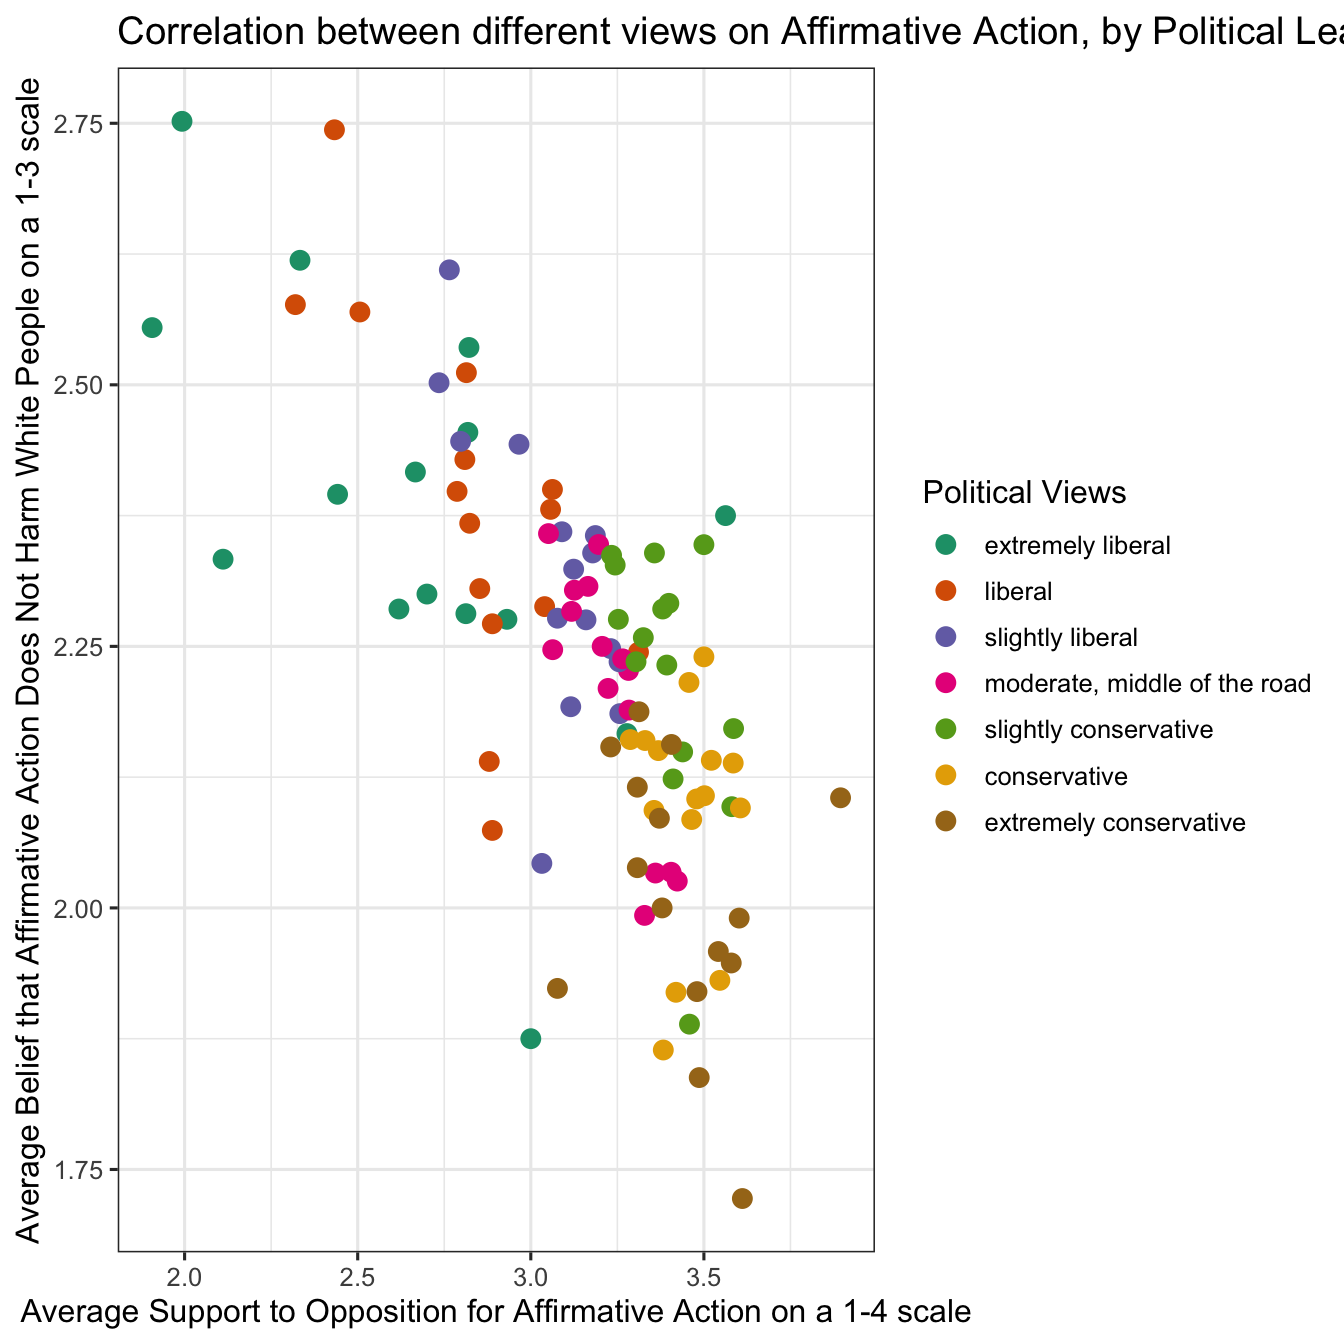 Correlation between different views on Affirmative Action, by Political
Average Belief that Affirmative Action Does Not Harm White People on a 1-3 scale
2.75
2.50
2.25
2.00
1.75
2.0 2.5 3.0 3.5
Average Support to Opposition for Affirmative Action on a 1-4 scale
Political Views
extremely liberal
liberal
slightly liberal
moderate, middle of the road
slightly conservative
conservative
extremely conservative